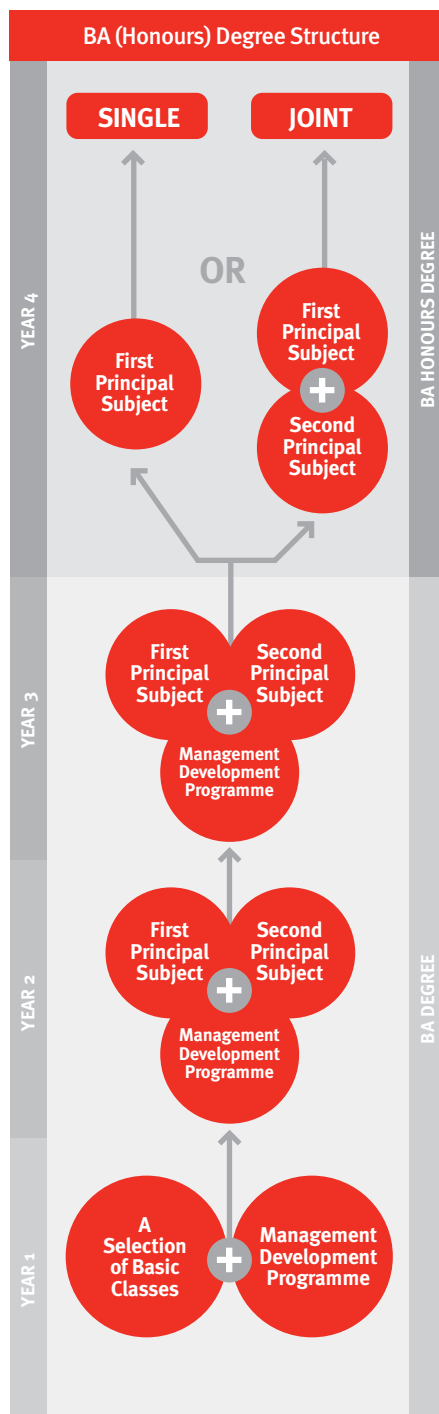 BA (Honours) Degree Structure
SINGLE
JOINT
OR
YEAR 4
BA HONOURS DEGREE
First
Principal
Subject
First
Principal
Subject
+
Second
Principal
Subject
YEAR 3
First
Principal
Subject
Second
Principal
Subject
+
Management
Development
Programme
YEAR 2
BA DEGREE
First
Principal
Subject
Second
Principal
Subject
+
Management
Development
Programme
YEAR 1
A
Selection
of Basic
Classes
+
Management
Development
Programme